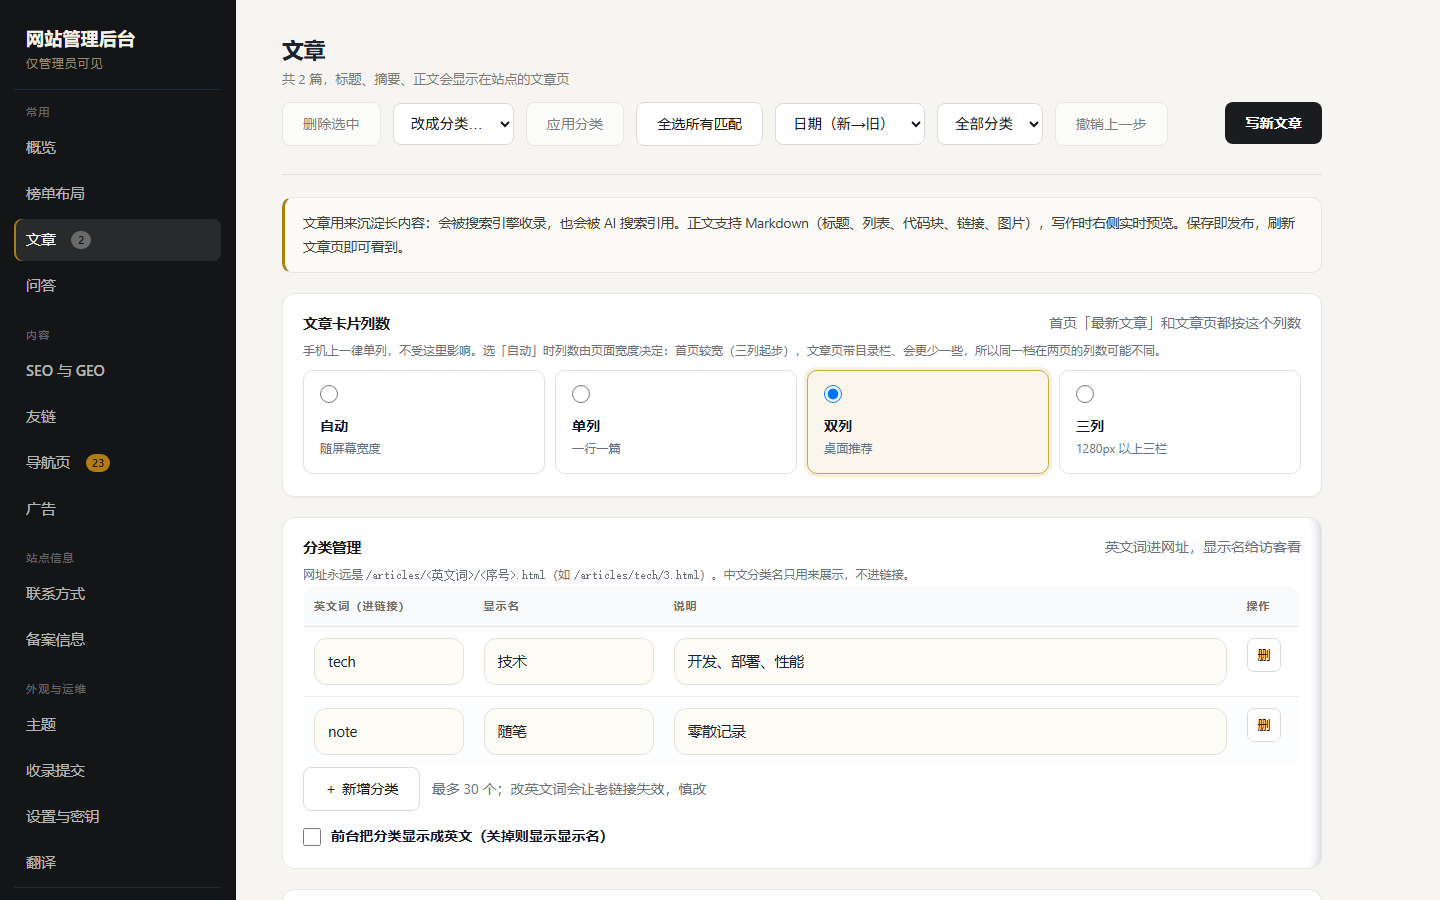 网站管理后台
仅管理员可见
常用
概览
榜单布局
文章 2
问答
内容
SEO 与 GEO
友链
导航页 23
广告
站点信息
联系方式
备案信息
外观与运维
主题
收录提交
设置与密钥
翻译
文章
共 2 篇，标题、摘要、正文会显示在站点的文章页
删除选中 改成分类... 应用分类 全选所有匹配 日期（新→旧） 全部分类 撤销上一步 写新文章
文章用来沉淀长内容：会被搜索引擎收录，也会被 AI 搜索引用。正文支持 Markdown（标题、列表、代码块、链接、图片），写作时右侧实时预览。保存即发布，刷新
文章页即可看到。
文章卡片列数 首页「最新文章」和文章页都按这个列数
手机上一律单列，不受这里影响。选「自动」时列数由页面宽度决定：首页较宽（三列起步），文章页带目录栏、会更少一些，所以同一档在两页的列数可能不同。
自动 单列 双列 三列
随屏幕宽度 一行一篇 桌面推荐 1280px 以上三栏
分类管理 英文词进网址，显示名给访客看
网址永远是 /articles/<英文词>/<序号>.html（如 /articles/tech/3.html）。中文分类名只用来展示，不进链接。
英文词（进链接） 显示名 说明 操作
tech 技术 开发、部署、性能 删
note 随笔 零散记录 删
+ 新增分类 最多 30 个；改英文词会让老链接失效，慎改
前台把分类显示成英文（关掉则显示显示名）